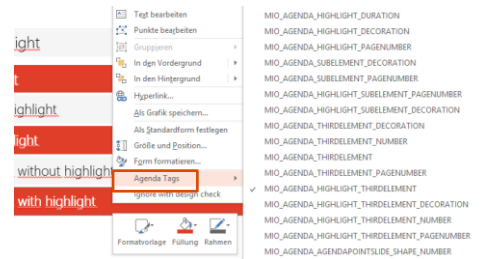 ight
t
ighlight
light
without highlight
with highlight
Text bearbeiten
Punkte bearbeiten
Gruppieren
In den Vordergrund
In den Hintergrund
Hyperlink...
Als Grafik speichern...
Als Standardform festlegen
Größe und Position...
Form formatieren...
Agenda Tags
Ignore with design check
Formatvorlage Füllung Rahmen
MIO_AGENDA_HIGHLIGHT_DURATION
MIO_AGENDA_HIGHLIGHT_DECORATION
MIO_AGENDA_HIGHLIGHT_PAGENUMBER
MIO_AGENDA_SUBELEMENT_DECORATION
MIO_AGENDA_SUBELEMENT_PAGENUMBER
MIO_AGENDA_HIGHLIGHT_SUBELEMENT_PAGENUMBER
MIO_AGENDA_HIGHLIGHT_SUBELEMENT_DECORATION
MIO_AGENDA_THIRDELEMENT_DECORATION
MIO_AGENDA_THIRDELEMENT_NUMBER
MIO_AGENDA_THIRDELEMENT
MIO_AGENDA_THIRDELEMENT_PAGENUMBER
MIO_AGENDA_HIGHLIGHT_THIRDELEMENT
MIO_AGENDA_HIGHLIGHT_THIRDELEMENT_DECORATION
MIO_AGENDA_HIGHLIGHT_THIRDELEMENT_NUMBER
MIO_AGENDA_HIGHLIGHT_THIRDELEMENT_PAGENUMBER
MIO_AGENDA_AGENDAPOINTSLIDE_SHAPE_NUMBER